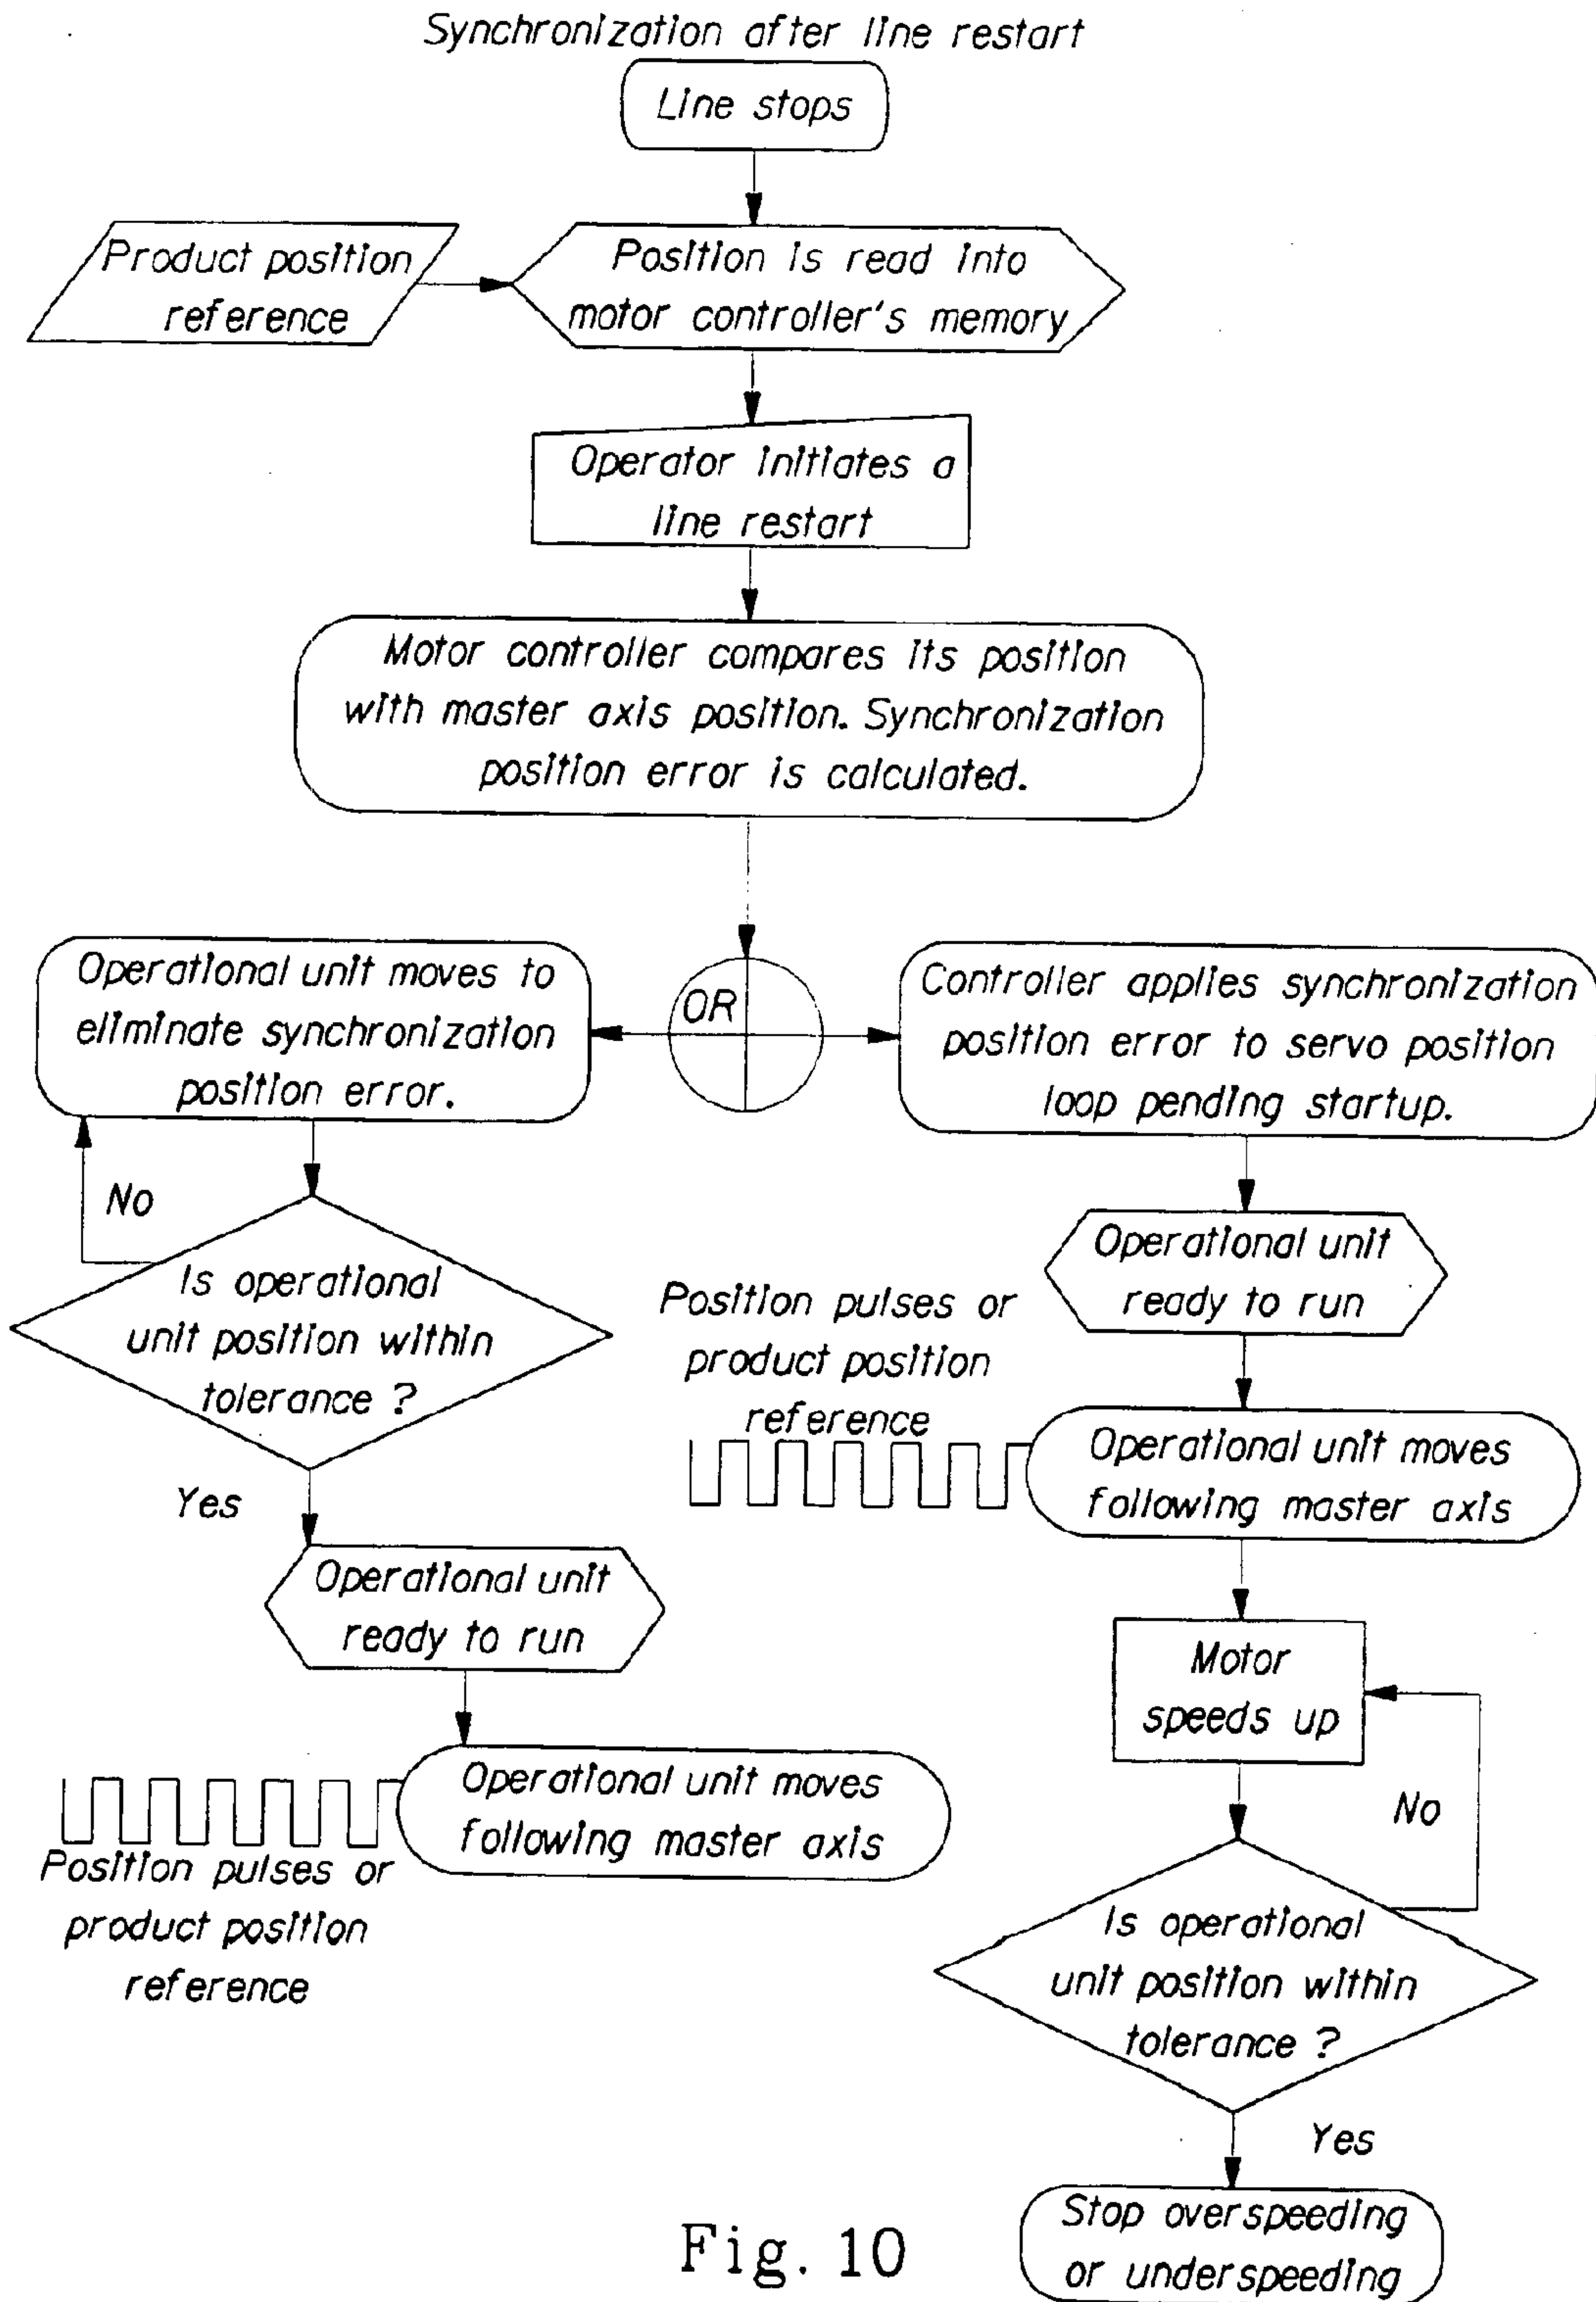 Synchronization after line restart
Line stops
Product position
reference
Position is read into
motor controller's memory
Operator initiates a
line restart
Motor controller compares its position
with master axis position. Synchronization
position error is calculated.
OR
Operational unit moves to
eliminate synchronization
position error.
No
Is operational
unit position within
tolerance ?
Yes
Operational unit
ready to run
Operational unit moves
following master axis
Position pulses or
product position
reference
Controller applies synchronization
position error to servo position
loop pending startup.
Operational unit
ready to run
Position pulses or
product position
reference
Operational unit moves
following master axis
Motor
speeds up
No
Is operational
unit position within
tolerance ?
Yes
Stop overspeeding
or underspeeding
Fig. 10